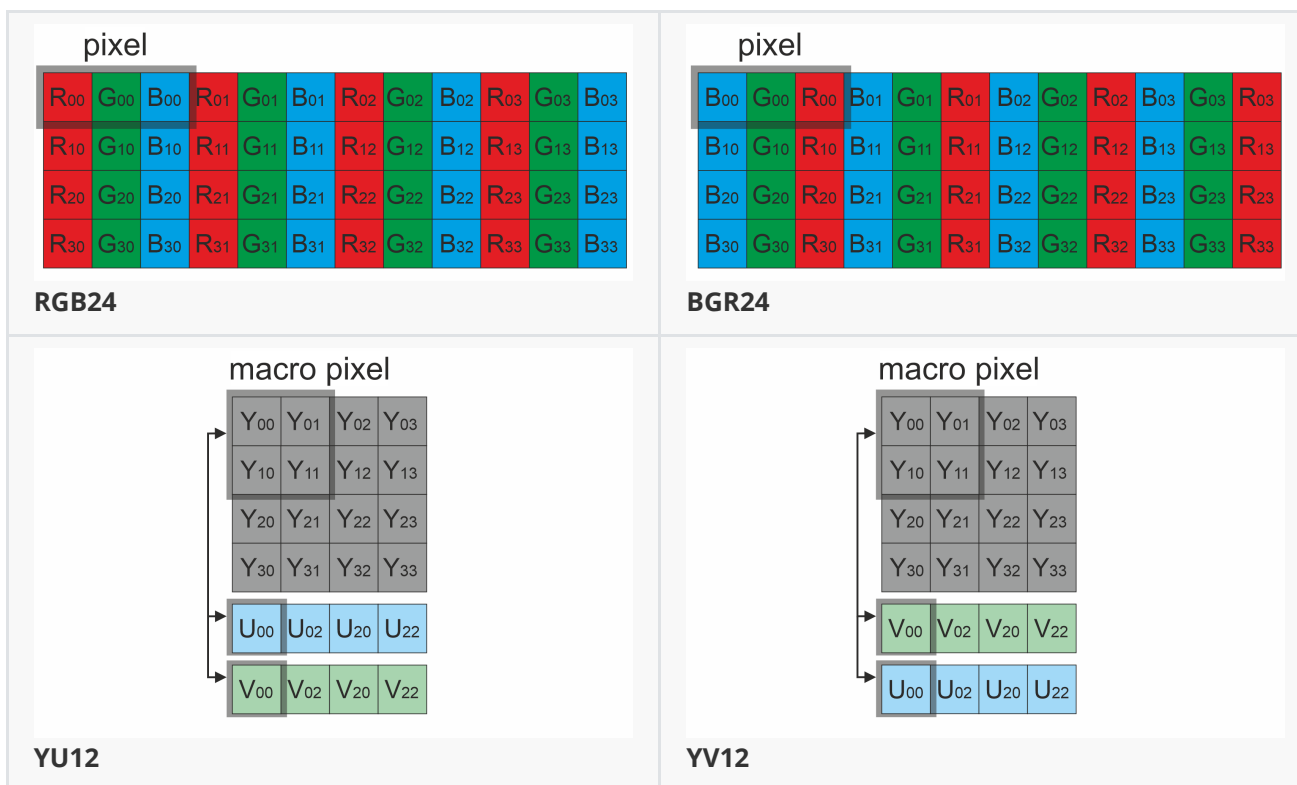 pixel
R00 G00 B00 R01 G01 B01 R02 G02 B02 R03 G03 B03
R10 G10 B10 R11 G11 B11 R12 G12 B12 R13 G13 B13
R20 G20 B20 R21 G21 B21 R22 G22 B22 R23 G23 B23
R30 G30 B30 R31 G31 B31 R32 G32 B32 R33 G33 B33
RGB24
pixel
B00 G00 R00 B01 G01 R01 B02 G02 R02 B03 G03 R03
B10 G10 R10 B11 G11 R11 B12 G12 R12 B13 G13 R13
B20 G20 R20 B21 G21 R21 B22 G22 R22 B23 G23 R23
B30 G30 R30 B31 G31 R31 B32 G32 R32 B33 G33 R33
BGR24
macro pixel
Y00 Y01 Y02 Y03
Y10 Y11 Y12 Y13
Y20 Y21 Y22 Y23
Y30 Y31 Y32 Y33
U00 U02 U20 U22
V00 V02 V20 V22
YU12
macro pixel
Y00 Y01 Y02 Y03
Y10 Y11 Y12 Y13
Y20 Y21 Y22 Y23
Y30 Y31 Y32 Y33
V00 V02 V20 V22
U00 U02 U20 U22
YV12